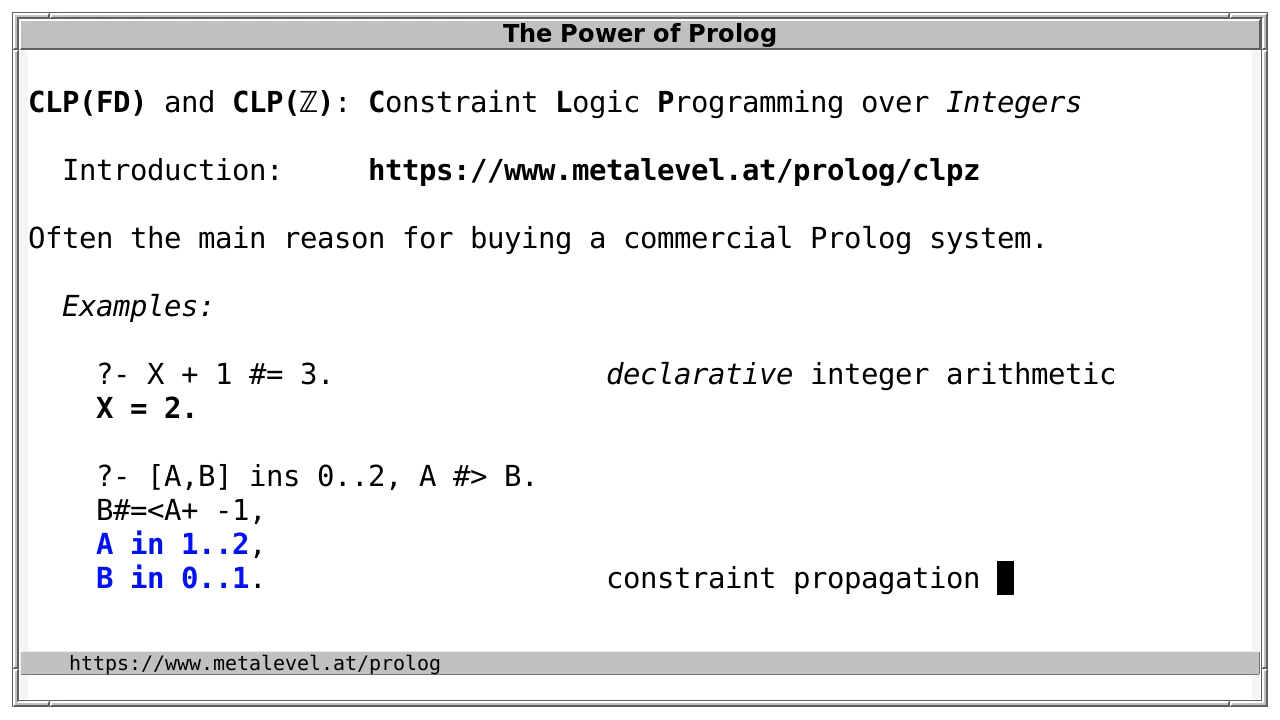 The Power of Prolog
CLP(FD) and CLP(ℤ): Constraint Logic Programming over Integers
Introduction: https://www.metalevel.at/prolog/clpz
Often the main reason for buying a commercial Prolog system.
Examples:
?- X + 1 #= 3. declarative integer arithmetic
X = 2.
?- [A,B] ins 0..2, A #> B.
B#=<A+ -1,
A in 1..2,
B in 0..1. constraint propagation
https://www.metalevel.at/prolog